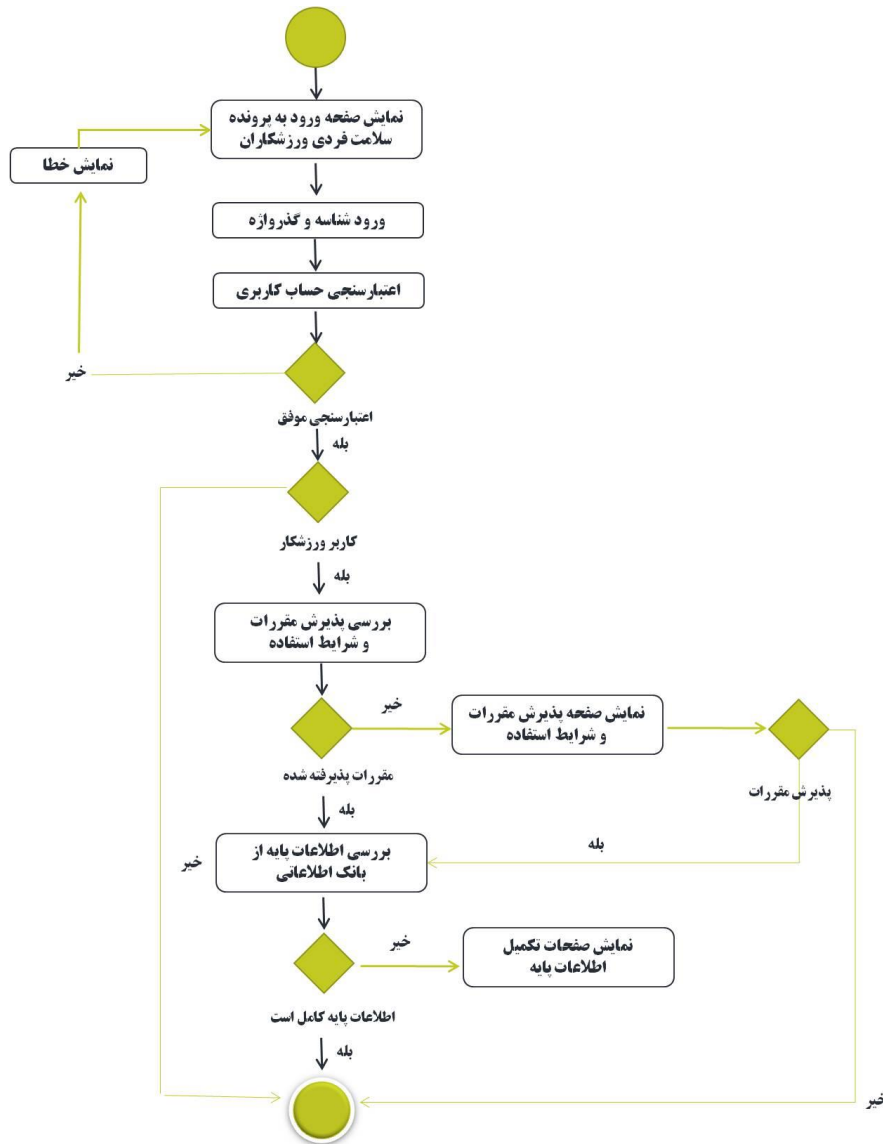 نمایش صفحه ورود به پرونده
سلامت فردی ورزشکاران
نمایش خطا
ورود شناسه و گذرواژه
اعتبارسنجی حساب کاربری
خیر
اعتبارسنجی موفق
بله
کاربر ورزشکار
بله
بررسی پذیرش مقررات
و شرایط استفاده
خیر
نمایش صفحه پذیرش مقررات
و شرایط استفاده
مقررات پذیرفته شده
پذیرش مقررات
بله
بله
بررسی اطلاعات پایه از
بانک اطلاعاتی
خیر
خیر
نمایش صفحات تکمیل
اطلاعات پایه
اطلاعات پایه کامل است
بله
خیر